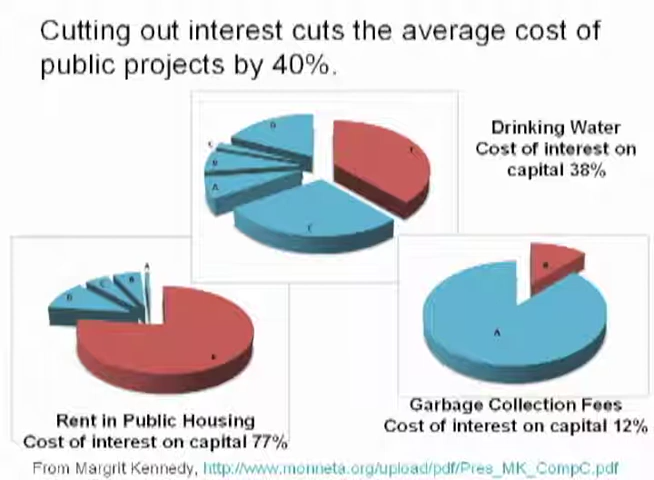 Cutting out interest cuts the average cost of
public projects by 40%.
Drinking Water
Cost of interest on
capital 38%
Rent in Public Housing
Cost of interest on capital 77%
Garbage Collection Fees
Cost of interest on capital 12%
From Margrit Kennedy, http://www.monneta.org/upload/pdf/Pres_MK_CompC.pdf